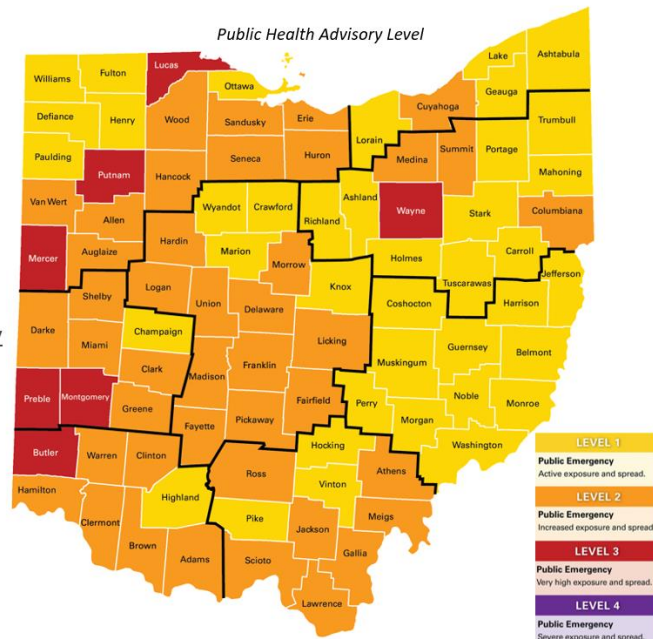 Public Health Advisory Level
Lucas
Williams
Fulton
Ottawa
Lake
Ashtabula
Geauga
Defiance
Henry
Wood
Sandusky
Erie
Lorain
Cuyahoga
Trumbull
Paulding
Putnam
Hancock
Seneca
Huron
Medina
Summit
Portage
Mahoning
Van Wert
Allen
Wyandot
Crawford
Richland
Ashland
Wayne
Stark
Columbiana
Mercer
Auglaize
Hardin
Marion
Morrow
Holmes
Carroll
Jefferson
Shelby
Logan
Union
Delaware
Knox
Coshocton
Tuscarawas
Harrison
Darke
Miami
Champaign
Licking
Guernsey
Belmont
Clark
Madison
Franklin
Muskingum
Preble
Montgomery
Greene
Fayette
Pickaway
Fairfield
Perry
Morgan
Noble
Monroe
Washington
Butler
Warren
Clinton
Ross
Hocking
Athens
Hamilton
Highland
Vinton
Clermont
Brown
Adams
Pike
Jackson
Meigs
Scioto
Gallia
Lawrence
LEVEL 1
Public Emergency
Active exposure and spread.
LEVEL 2
Public Emergency
Increased exposure and spread.
LEVEL 3
Public Emergency
Very high exposure and spread.
LEVEL 4
Public Emergency
Severe exposure and spread.